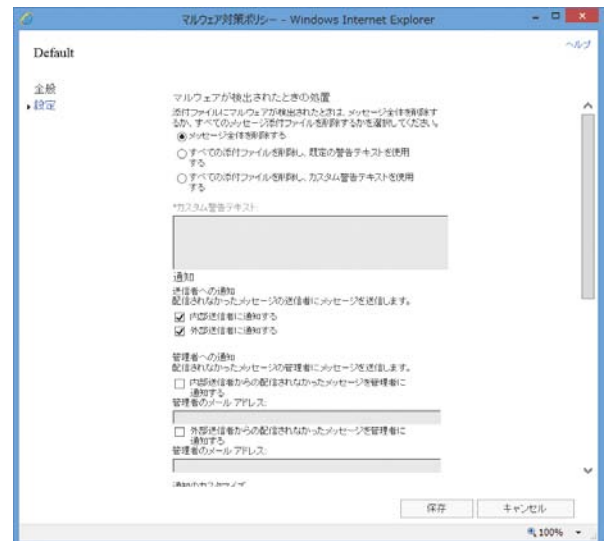 マルウェア対策ポリシー - Windows Internet Explorer
ヘルプ
Default
全般
設定
マルウェアが検出されたときの処置
添付ファイルにマルウェアが検出されたときは、メッセージ全体を削除す
るか、すべてのメッセージ添付ファイルを削除するかを選択してください。
メッセージ全体を削除する
すべての添付ファイルを削除し、既定の警告テキストを使用
する
すべての添付ファイルを削除し、カスタム警告テキストを使用
する
*カスタム警告テキスト:
通知
送信者への通知
配信されなかったメッセージの送信者にメッセージを送信します。
内部送信者に通知する
外部送信者に通知する
管理者への通知
配信されなかったメッセージの管理者にメッセージを送信します。
内部送信者からの配信されなかったメッセージを管理者に
通知する
管理者のメール アドレス:
外部送信者からの配信されなかったメッセージを管理者に
通知する
管理者のメール アドレス:
通知のカスタマイズ
保存
キャンセル
100%